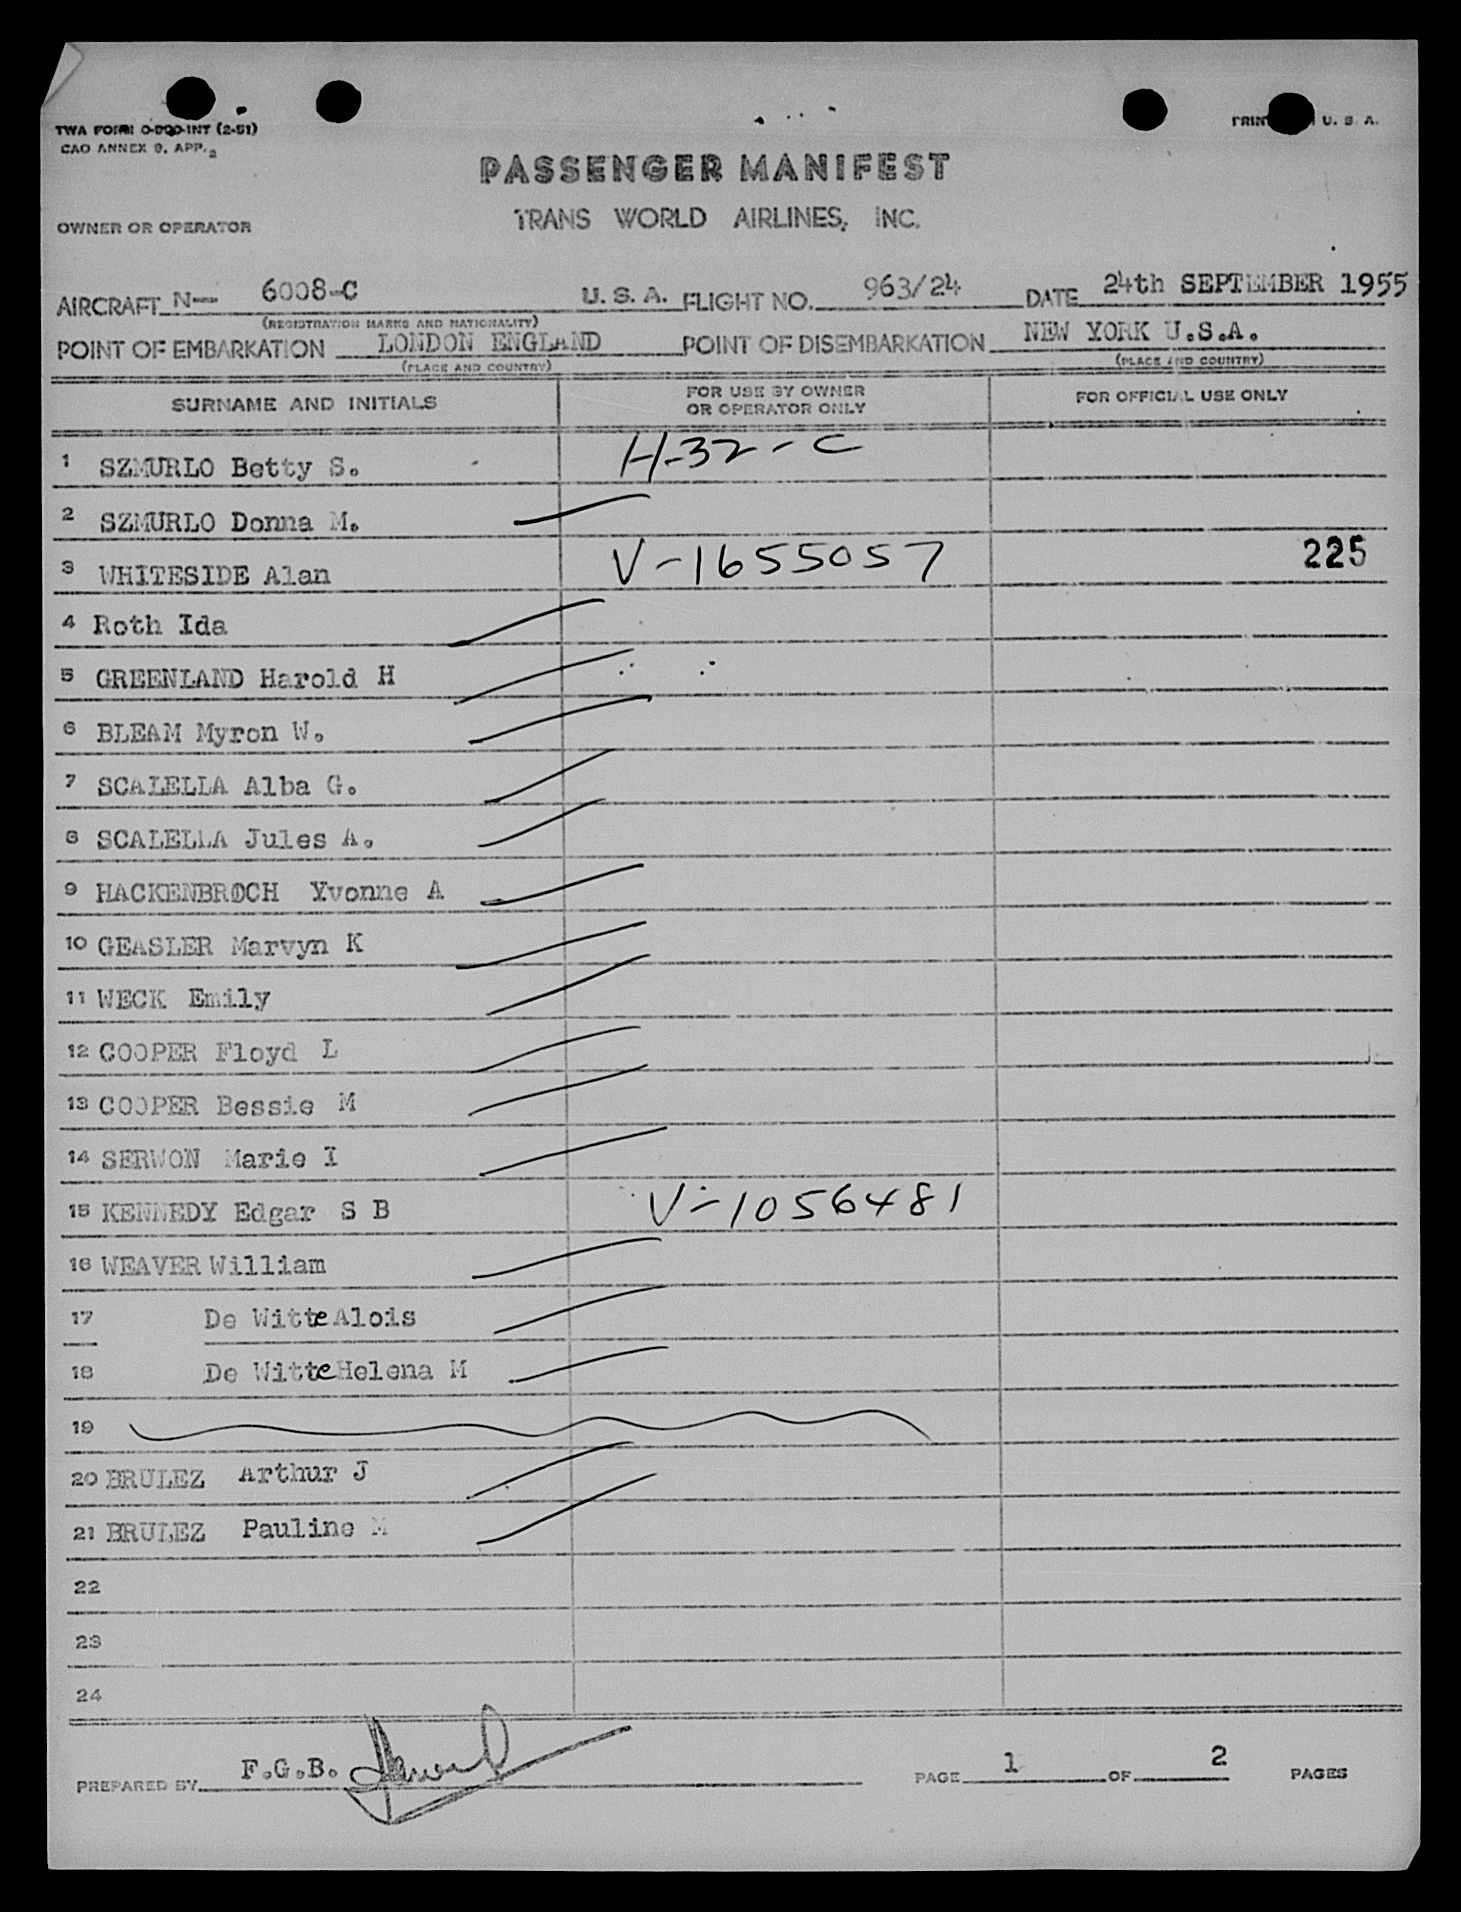 TWA FORM O-200-INT (2-51)
CAO ANNEX 9, APP. 2
U. S. A.
PASSENGER MANIFEST
OWNER OR OPERATOR
TRANS WORLD AIRLINES, INC.
AIRCRAFT N-- 6008-C U. S. A. FLIGHT NO. 963/24 DATE 24th SEPTEMBER 1955
(REGISTRATION MARKS AND NATIONALITY)
POINT OF EMBARKATION LONDON ENGLAND POINT OF DISEMBARKATION NEW YORK U.S.A.
(PLACE AND COUNTRY) (PLACE AND COUNTRY)
SURNAME AND INITIALS FOR USE BY OWNER OR OPERATOR ONLY FOR OFFICIAL USE ONLY
1 SZMURLO Betty S. H-32-C
2 SZMURLO Donna M.
3 WHITESIDE Alan V-1655057 225
4 Roth Ida
5 GREENLAND Harold H
6 BLEAM Myron W.
7 SCALELLA Alba G.
8 SCALELLA Jules A.
9 HACKENBROCH Yvonne A
10 GEASLER Marvyn K
11 WECK Emily
12 COOPER Floyd L
13 COOPER Bessie M
14 SERWON Marie I
15 KENNEDY Edgar S B V-1056481
16 WEAVER William
17 De Witte Alois
18 De Witte Helena M
19
20 BRULEZ Arthur J
21 BRULEZ Pauline M
22
23
24
PREPARED BY F.G.B. PAGE 1 OF 2 PAGES